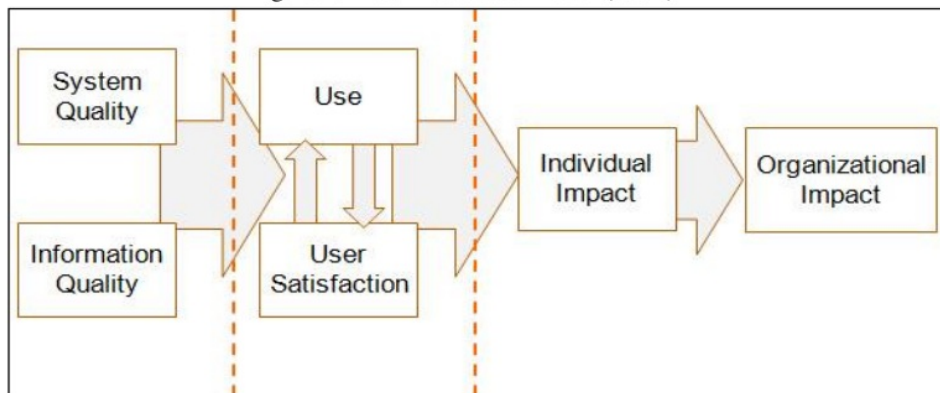 System
Quality
Use
Individual
Impact
Organizational
Impact
Information
Quality
User
Satisfaction